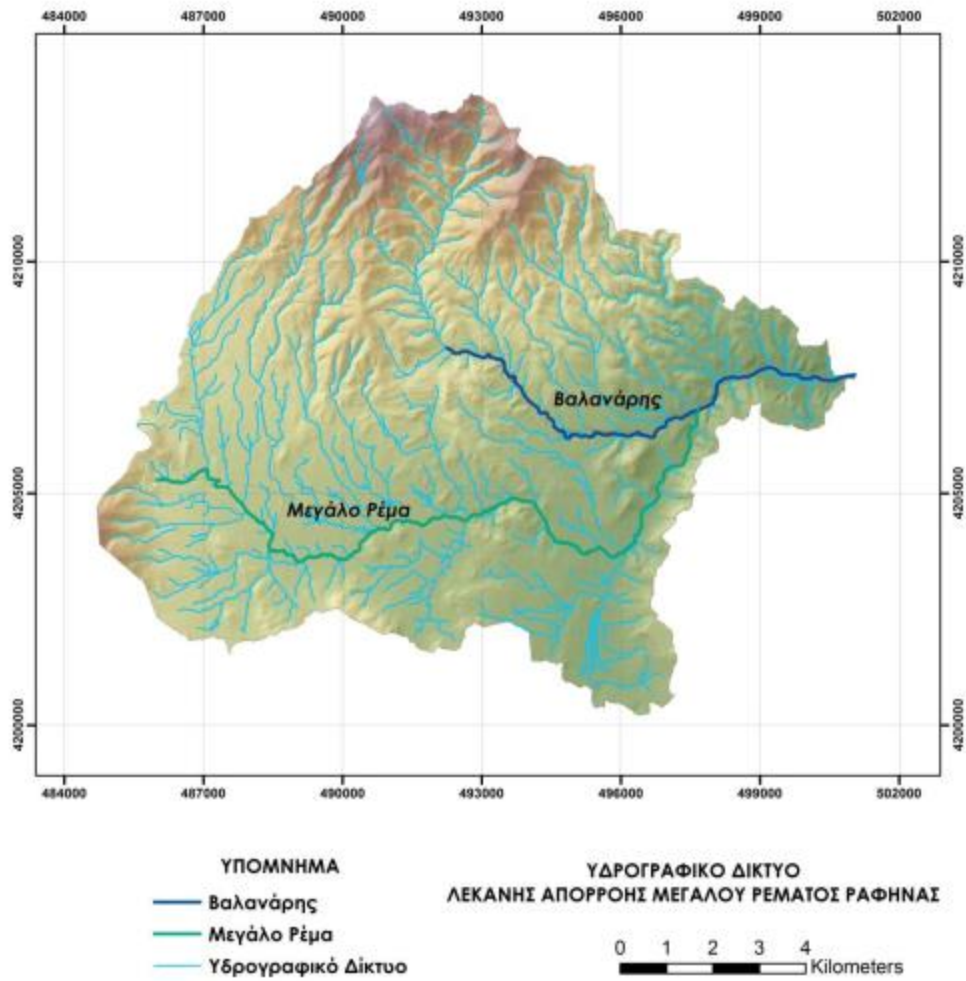 484000 487000 490000 493000 496000 499000 502000
4210000 4210000
Βαλανάρης
4205000 4205000
Μεγάλο Ρέμα
4200000 4200000
484000 487000 490000 493000 496000 499000 502000
ΥΠΟΜΝΗΜΑ
Βαλανάρης
Μεγάλο Ρέμα
Υδρογραφικό Δίκτυο
ΥΔΡΟΓΡΑΦΙΚΟ ΔΙΚΤΥΟ
ΛΕΚΑΝΗΣ ΑΠΟΡΡΟΗΣ ΜΕΓΑΛΟΥ ΡΕΜΑΤΟΣ ΡΑΦΗΝΑΣ
0 1 2 3 4
Kilometers